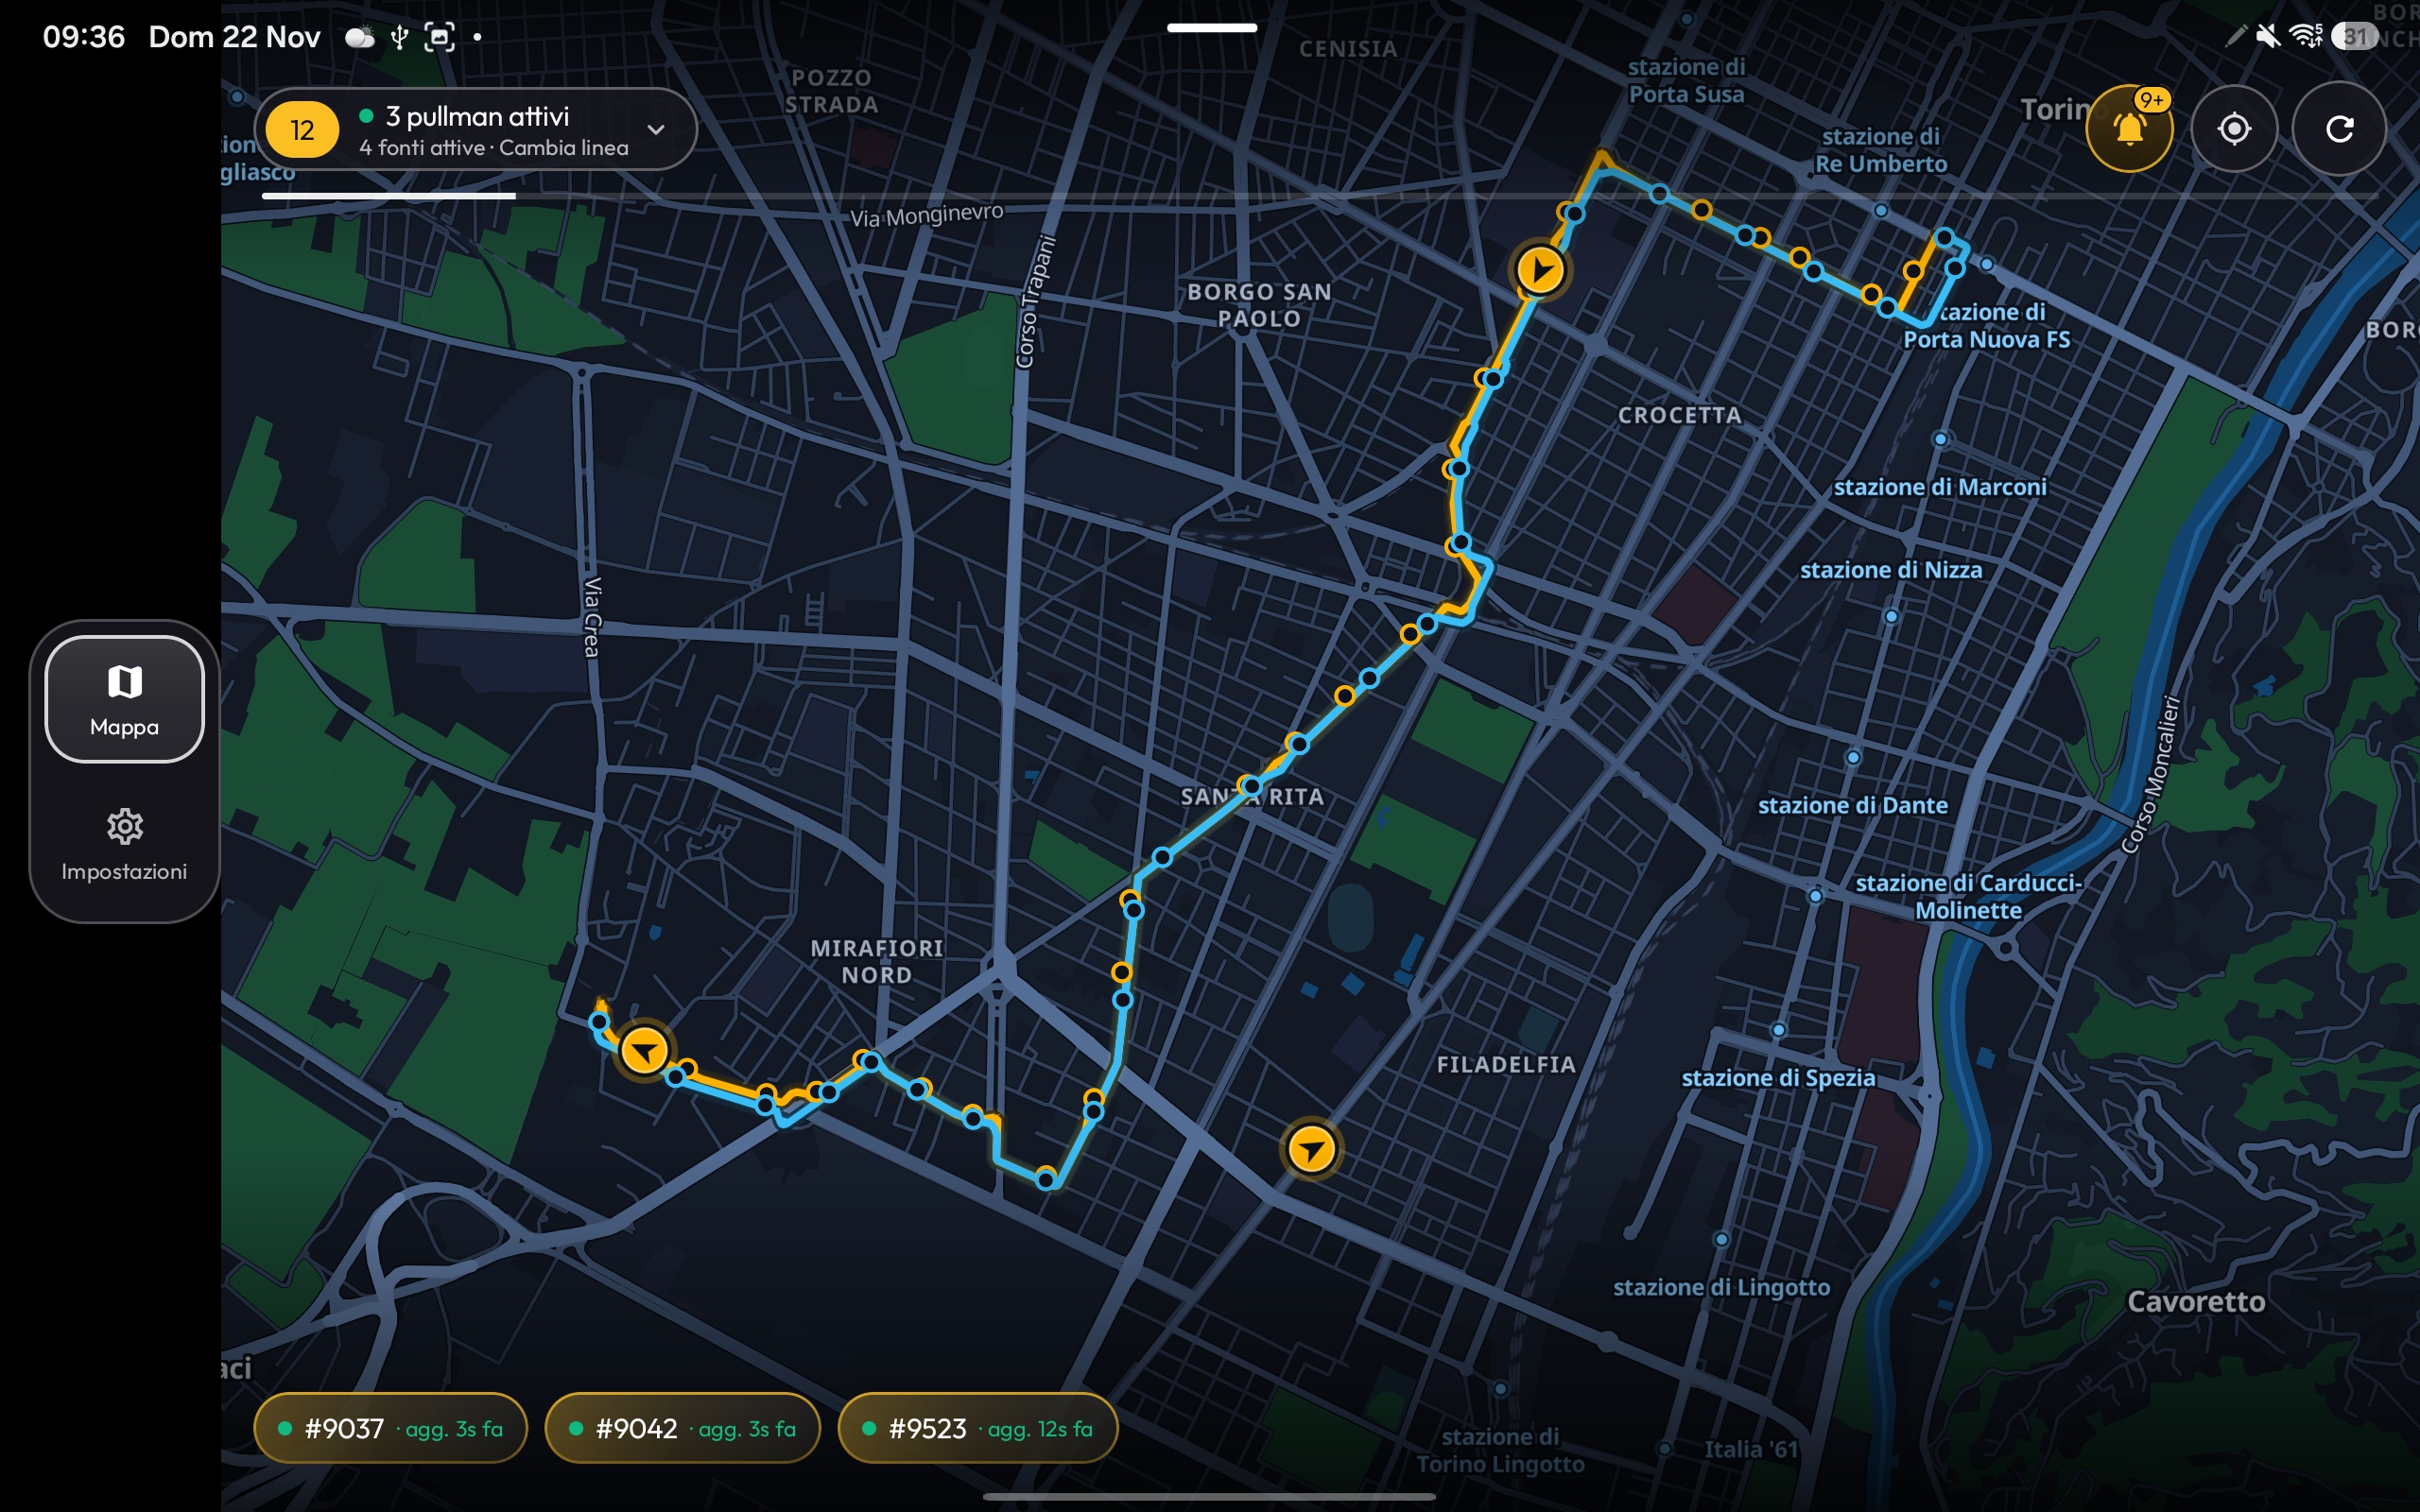 09:36 Dom 22 Nov
31
12
3 pullman attivi
4 fonti attive · Cambia linea
9+
POZZO
STRADA
CENISIA
stazione di
Porta Susa
stazione di
Re Umberto
Torino
Via Monginevro
Corso Trapani
BORGO SAN
PAOLO
stazione di
Porta Nuova FS
CROCETTA
stazione di Marconi
stazione di Nizza
Via Crea
Mappa
Impostazioni
SANTA RITA
stazione di Dante
Corso Moncalieri
stazione di Carducci-
Molinette
MIRAFIORI
NORD
FILADELFIA
stazione di Spezia
stazione di Lingotto
Cavoretto
#9037 · agg. 3s fa
#9042 · agg. 3s fa
#9523 · agg. 12s fa
stazione di
Torino Lingotto
Italia '61